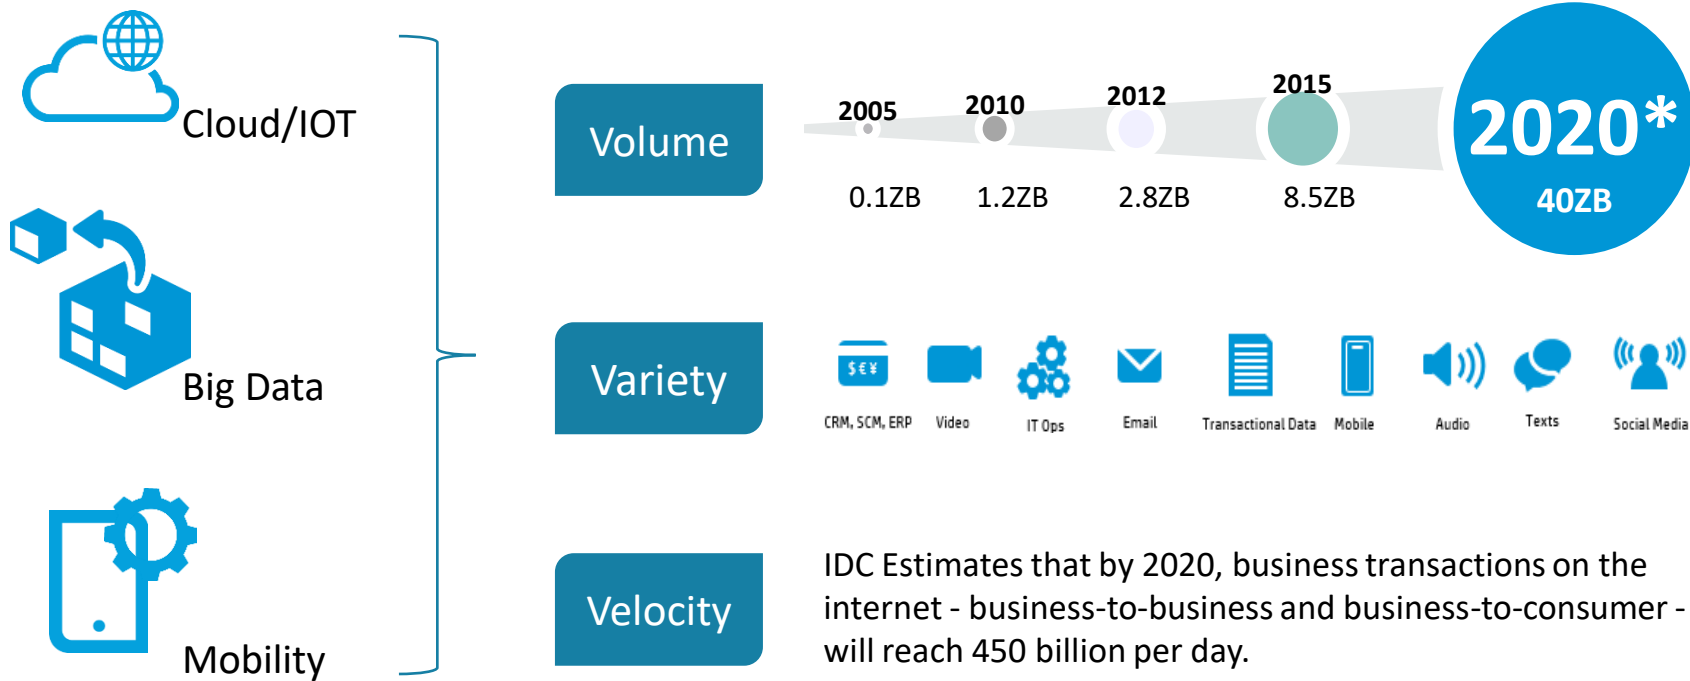 Cloud/IOT
Big Data
Mobility
Volume
2005
2010
2012
2015
2020*
0.1ZB
1.2ZB
2.8ZB
8.5ZB
40ZB
Variety
$€¥
CRM, SCM, ERP
Video
IT Ops
Email
Transactional Data
Mobile
Audio
Texts
Social Media
Velocity
IDC Estimates that by 2020, business transactions on the
internet - business-to-business and business-to-consumer -
will reach 450 billion per day.